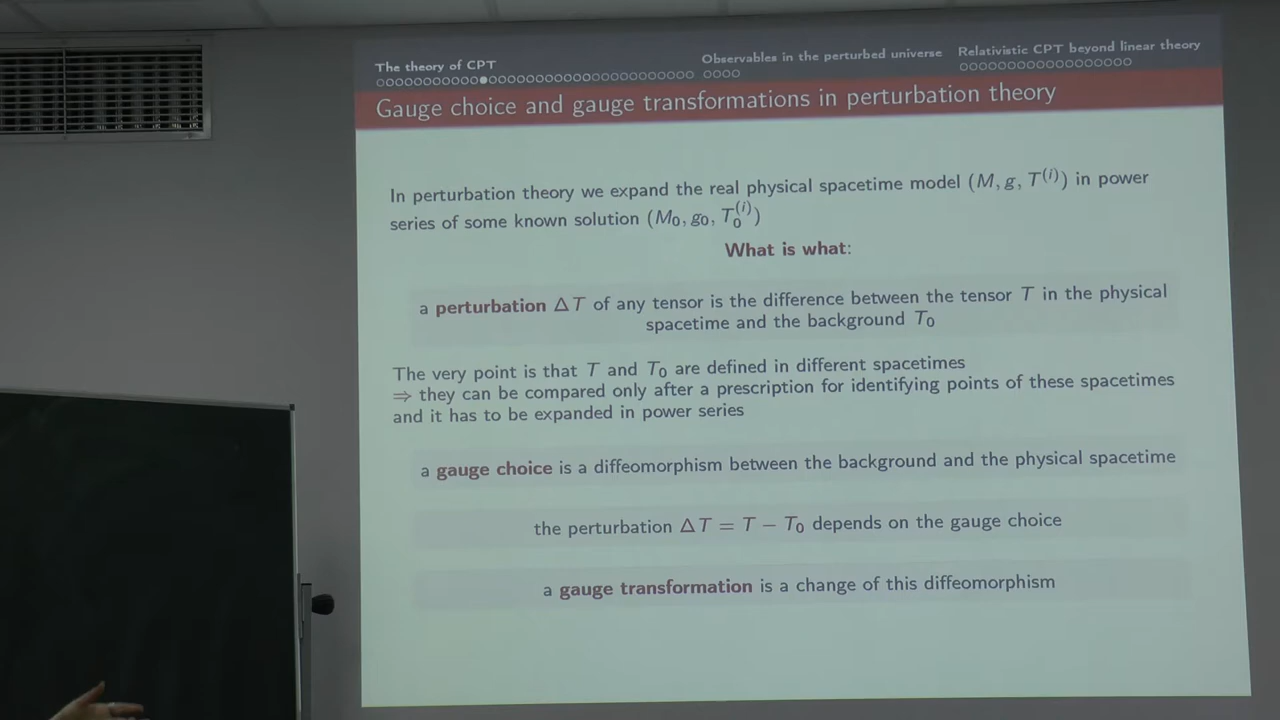 The theory of CPT
Observables in the perturbed universe
Relativistic CPT beyond linear theory
Gauge choice and gauge transformations in perturbation theory
In perturbation theory we expand the real physical spacetime model (M, g, T^(i)) in power
series of some known solution (M₀, g₀, T₀^(i))
What is what:
a perturbation ΔT of any tensor is the difference between the tensor T in the physical
spacetime and the background T₀
The very point is that T and T₀ are defined in different spacetimes
⇒ they can be compared only after a prescription for identifying points of these spacetimes
and it has to be expanded in power series
a gauge choice is a diffeomorphism between the background and the physical spacetime
the perturbation ΔT = T − T₀ depends on the gauge choice
a gauge transformation is a change of this diffeomorphism